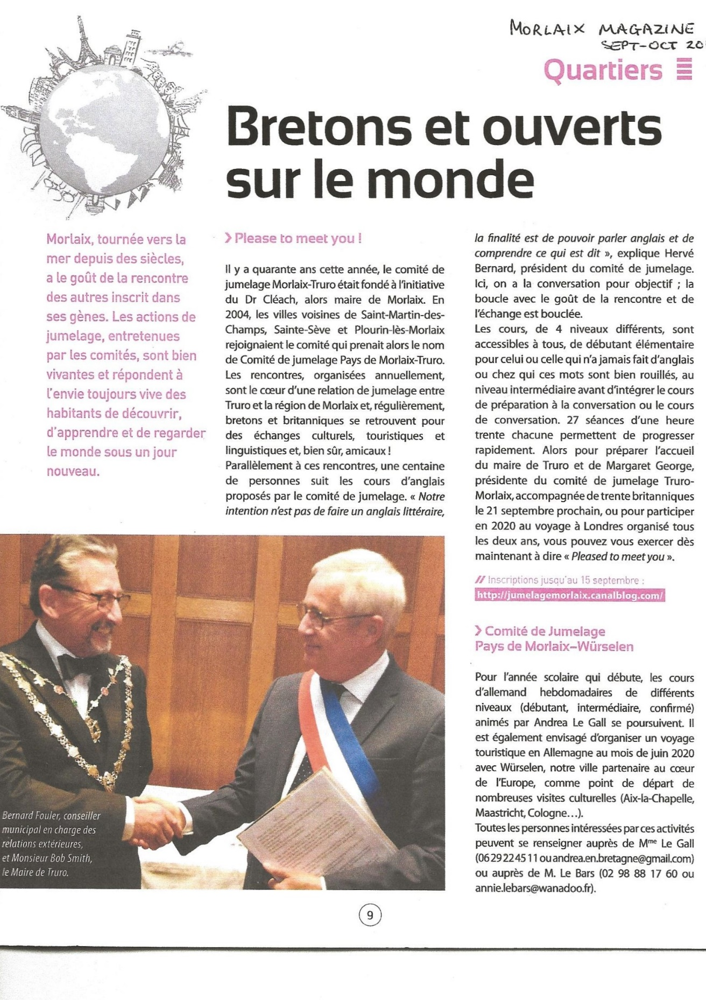 MORLAIX MAGAZINE
SEPT-OCT 20
Quartiers
Bretons et ouverts
sur le monde
Morlaix, tournée vers la
mer depuis des siècles,
a le goût de la rencontre
des autres inscrit dans
ses gènes. Les actions de
jumelage, entretenues
par les comités, sont bien
vivantes et répondent à
l'envie toujours vive des
habitants de découvrir,
d'apprendre et de regarder
le monde sous un jour
nouveau.
❯ Please to meet you !
Il y a quarante ans cette année, le comité de
jumelage Morlaix-Truro était fondé à l'initiative
du Dr Cléach, alors maire de Morlaix. En
2004, les villes voisines de Saint-Martin-des-
Champs, Sainte-Sève et Plourin-lès-Morlaix
rejoignaient le comité qui prenait alors le nom
de Comité de jumelage Pays de Morlaix-Truro.
Les rencontres, organisées annuellement,
sont le cœur d'une relation de jumelage entre
Truro et la région de Morlaix et, régulièrement,
bretons et britanniques se retrouvent pour
des échanges culturels, touristiques et
linguistiques et, bien sûr, amicaux !
Parallèlement à ces rencontres, une centaine
de personnes suit les cours d'anglais
proposés par le comité de jumelage. « Notre
intention n'est pas de faire un anglais littéraire,
la finalité est de pouvoir parler anglais et de
comprendre ce qui est dit », explique Hervé
Bernard, président du comité de jumelage.
Ici, on a la conversation pour objectif ; la
boucle avec le goût de la rencontre et de
l'échange est bouclée.
Les cours, de 4 niveaux différents, sont
accessibles à tous, de débutant élémentaire
pour celui ou celle qui n'a jamais fait d'anglais
ou chez qui ces mots sont bien rouillés, au
niveau intermédiaire avant d'intégrer le cours
de préparation à la conversation ou le cours
de conversation. 27 séances d'une heure
trente chacune permettent de progresser
rapidement. Alors pour préparer l'accueil
du maire de Truro et de Margaret George,
présidente du comité de jumelage Truro-
Morlaix, accompagnée de trente britanniques
le 21 septembre prochain, ou pour participer
en 2020 au voyage à Londres organisé tous
les deux ans, vous pouvez vous exercer dès
maintenant à dire « Pleased to meet you ».
// Inscriptions jusqu'au 15 septembre :
http://jumelagemorlaix.canalblog.com/
❯ Comité de Jumelage
Pays de Morlaix–Würselen
Pour l'année scolaire qui débute, les cours
d'allemand hebdomadaires de différents
niveaux (débutant, intermédiaire, confirmé)
animés par Andrea Le Gall se poursuivent. Il
est également envisagé d'organiser un voyage
touristique en Allemagne au mois de juin 2020
avec Würselen, notre ville partenaire au cœur
de l'Europe, comme point de départ de
nombreuses visites culturelles (Aix-la-Chapelle,
Maastricht, Cologne…).
Toutes les personnes intéressées par ces activités
peuvent se renseigner auprès de Mme Le Gall
(06 29 22 45 11 ou andrea.en.bretagne@gmail.com)
ou auprès de M. Le Bars (02 98 88 17 60 ou
annie.lebars@wanadoo.fr).
Bernard Fouler, conseiller
municipal en charge des
relations extérieures,
et Monsieur Bob Smith,
le Maire de Truro.
9